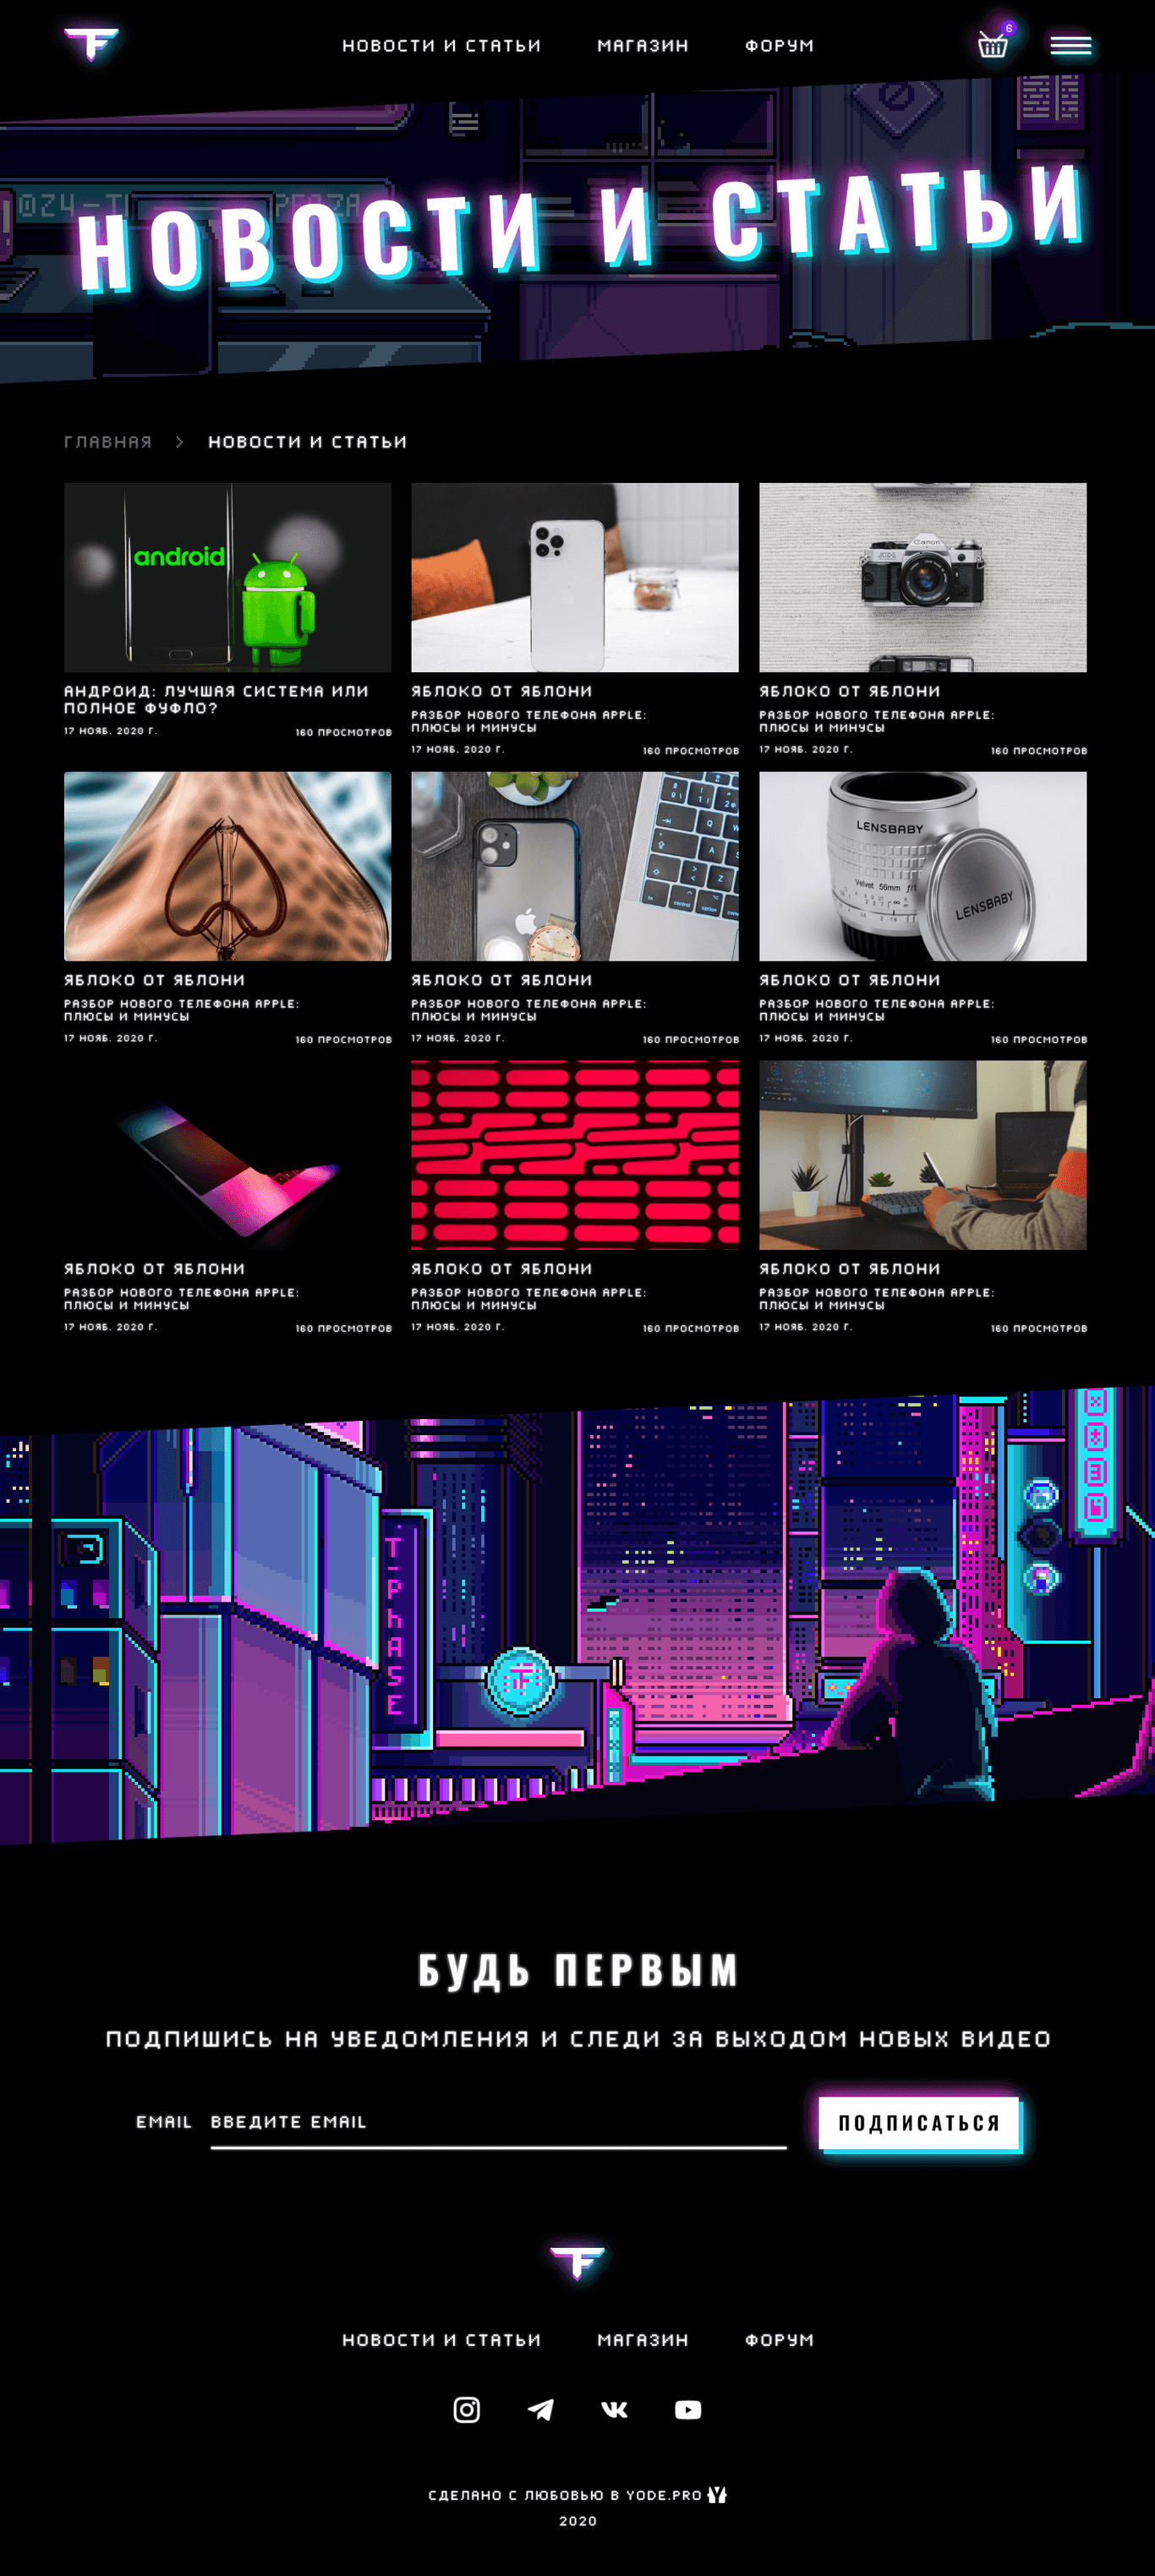 НОВОСТИ И СТАТЬИ
МАГАЗИН
ФОРУМ
6
НОВОСТИ И СТАТЬИ
ГЛАВНАЯ > НОВОСТИ И СТАТЬИ
android
Canon
АНДРОИД: ЛУЧШАЯ СИСТЕМА ИЛИ
ПОЛНОЕ ФУФЛО?
17 НОЯБ. 2020 Г.
160 ПРОСМОТРОВ
ЯБЛОКО ОТ ЯБЛОНИ
РАЗБОР НОВОГО ТЕЛЕФОНА APPLE:
ПЛЮСЫ И МИНУСЫ
17 НОЯБ. 2020 Г.
160 ПРОСМОТРОВ
ЯБЛОКО ОТ ЯБЛОНИ
РАЗБОР НОВОГО ТЕЛЕФОНА APPLE:
ПЛЮСЫ И МИНУСЫ
17 НОЯБ. 2020 Г.
160 ПРОСМОТРОВ
LENSBABY
Velvet 56mm
LENSBABY
ЯБЛОКО ОТ ЯБЛОНИ
РАЗБОР НОВОГО ТЕЛЕФОНА APPLE:
ПЛЮСЫ И МИНУСЫ
17 НОЯБ. 2020 Г.
160 ПРОСМОТРОВ
ЯБЛОКО ОТ ЯБЛОНИ
РАЗБОР НОВОГО ТЕЛЕФОНА APPLE:
ПЛЮСЫ И МИНУСЫ
17 НОЯБ. 2020 Г.
160 ПРОСМОТРОВ
ЯБЛОКО ОТ ЯБЛОНИ
РАЗБОР НОВОГО ТЕЛЕФОНА APPLE:
ПЛЮСЫ И МИНУСЫ
17 НОЯБ. 2020 Г.
160 ПРОСМОТРОВ
ЯБЛОКО ОТ ЯБЛОНИ
РАЗБОР НОВОГО ТЕЛЕФОНА APPLE:
ПЛЮСЫ И МИНУСЫ
17 НОЯБ. 2020 Г.
160 ПРОСМОТРОВ
ЯБЛОКО ОТ ЯБЛОНИ
РАЗБОР НОВОГО ТЕЛЕФОНА APPLE:
ПЛЮСЫ И МИНУСЫ
17 НОЯБ. 2020 Г.
160 ПРОСМОТРОВ
ЯБЛОКО ОТ ЯБЛОНИ
РАЗБОР НОВОГО ТЕЛЕФОНА APPLE:
ПЛЮСЫ И МИНУСЫ
17 НОЯБ. 2020 Г.
160 ПРОСМОТРОВ
TPhASE
БУДЬ ПЕРВЫМ
ПОДПИШИСЬ НА УВЕДОМЛЕНИЯ И СЛЕДИ ЗА ВЫХОДОМ НОВЫХ ВИДЕО
EMAIL ВВЕДИТЕ EMAIL
ПОДПИСАТЬСЯ
НОВОСТИ И СТАТЬИ
МАГАЗИН
ФОРУМ
СДЕЛАНО С ЛЮБОВЬЮ В YODE.PRO
2020